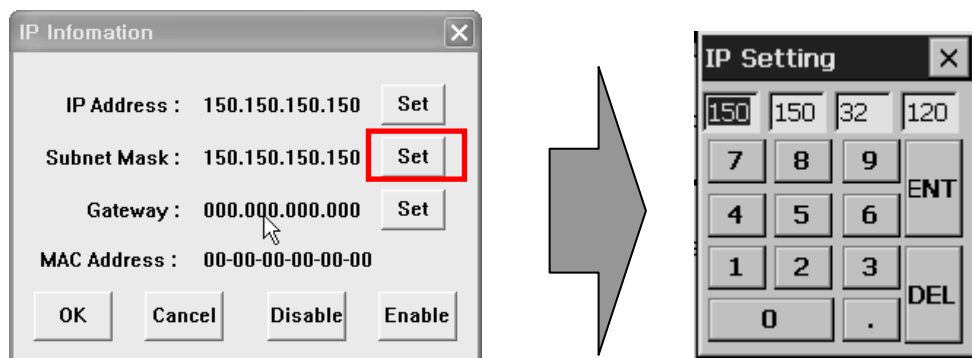 IP Infomation
IP Address : 150.150.150.150 Set
Subnet Mask : 150.150.150.150 Set
Gateway : 000.000.000.000 Set
MAC Address : 00-00-00-00-00-00
OK Cancel Disable Enable
IP Setting
150 150 32 120
7 8 9 ENT
4 5 6
1 2 3 DEL
0 .